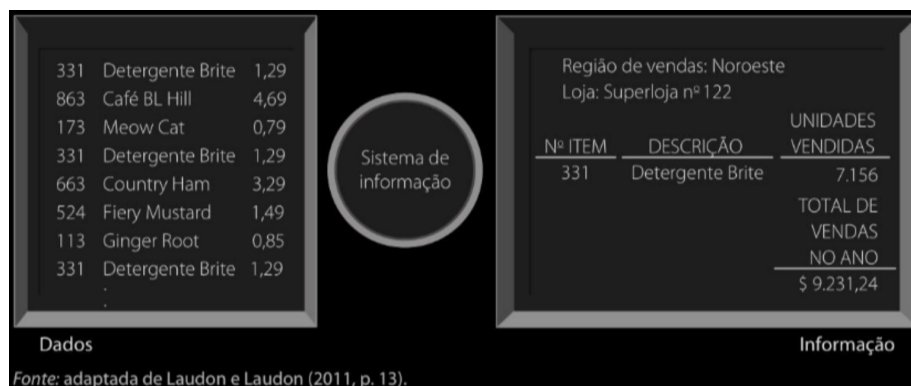 331 Detergente Brite 1,29
863 Café BL Hill 4,69
173 Meow Cat 0,79
331 Detergente Brite 1,29
663 Country Ham 3,29
524 Fiery Mustard 1,49
113 Ginger Root 0,85
331 Detergente Brite 1,29
.
.
Dados
Sistema de
informação
Região de vendas: Noroeste
Loja: Superloja nº 122
UNIDADES
Nº ITEM DESCRIÇÃO VENDIDAS
331 Detergente Brite 7.156
TOTAL DE
VENDAS
NO ANO
$ 9.231,24
Informação
Fonte: adaptada de Laudon e Laudon (2011, p. 13).